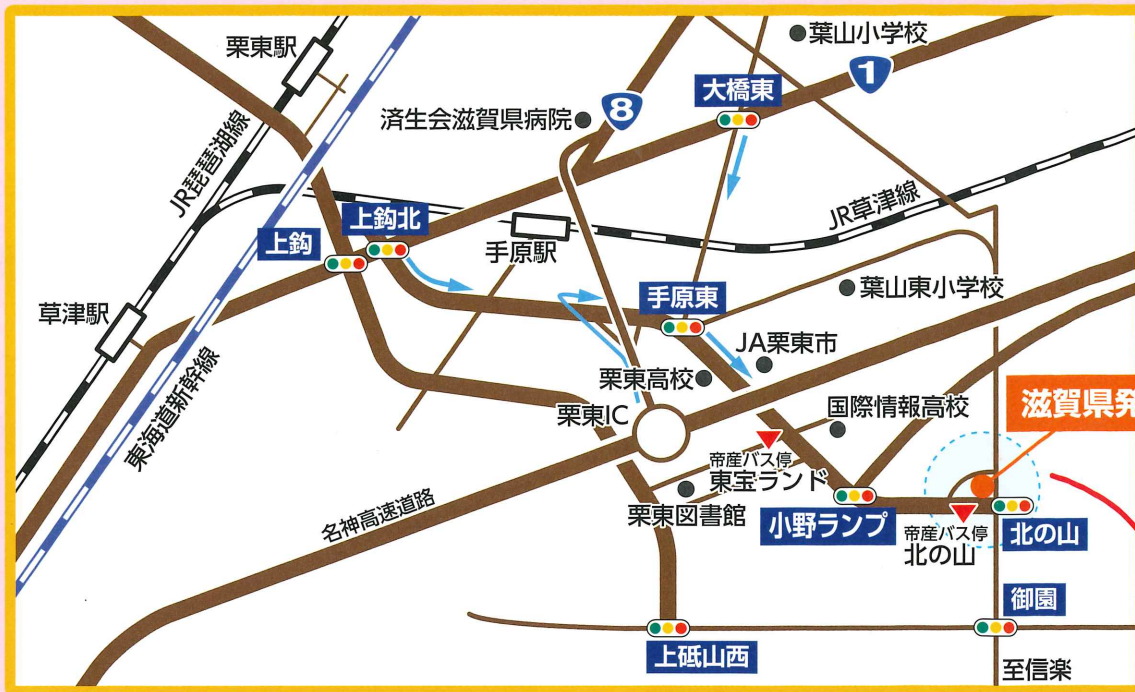 葉山小学校
栗東駅
1
大橋東
8
済生会滋賀県病院
JR琵琶湖線
JR草津線
上鈎北
上鈎
手原駅
手原東
葉山東小学校
草津駅
JA栗東市
東海道新幹線
栗東高校
国際情報高校
滋賀県発
栗東IC
帝産バス停
東宝ランド
名神高速道路
栗東図書館
小野ランプ
帝産バス停
北の山
北の山
御園
上砥山西
至信楽